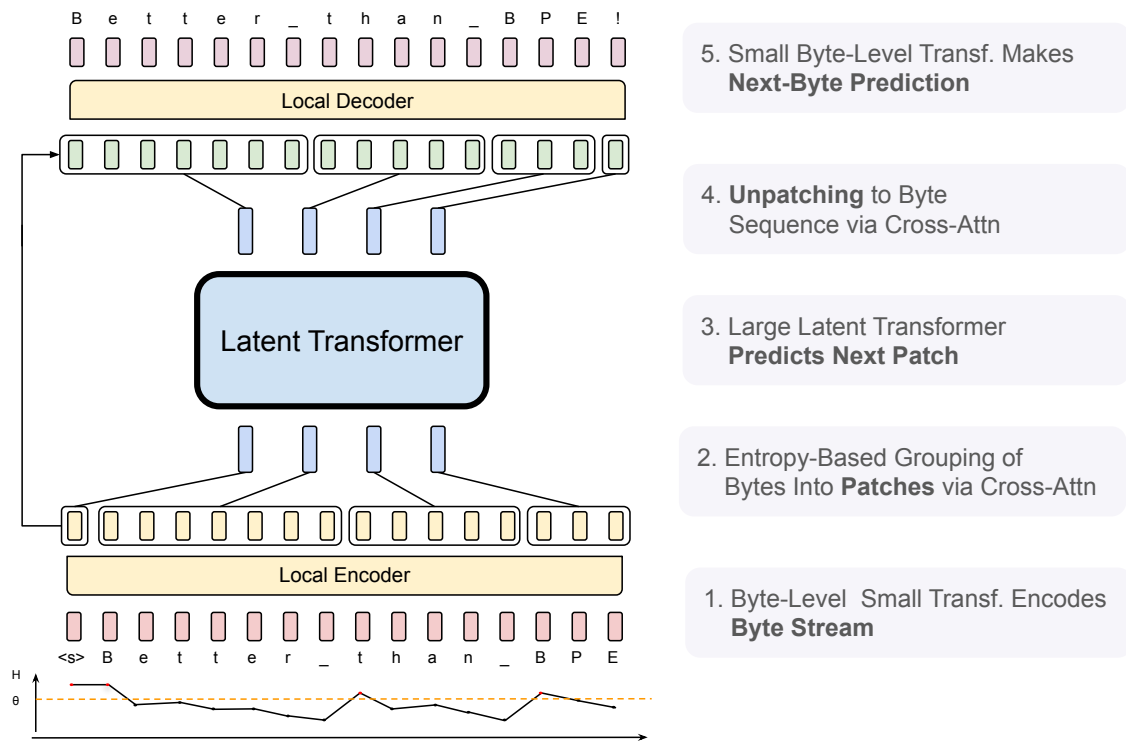 B e t t e r _ t h a n _ B P E !
Local Decoder
Latent Transformer
Local Encoder
<s> B e t t e r _ t h a n _ B P E
H
θ
5. Small Byte-Level Transf. Makes
Next-Byte Prediction
4. Unpatching to Byte
Sequence via Cross-Attn
3. Large Latent Transformer
Predicts Next Patch
2. Entropy-Based Grouping of
Bytes Into Patches via Cross-Attn
1. Byte-Level Small Transf. Encodes
Byte Stream